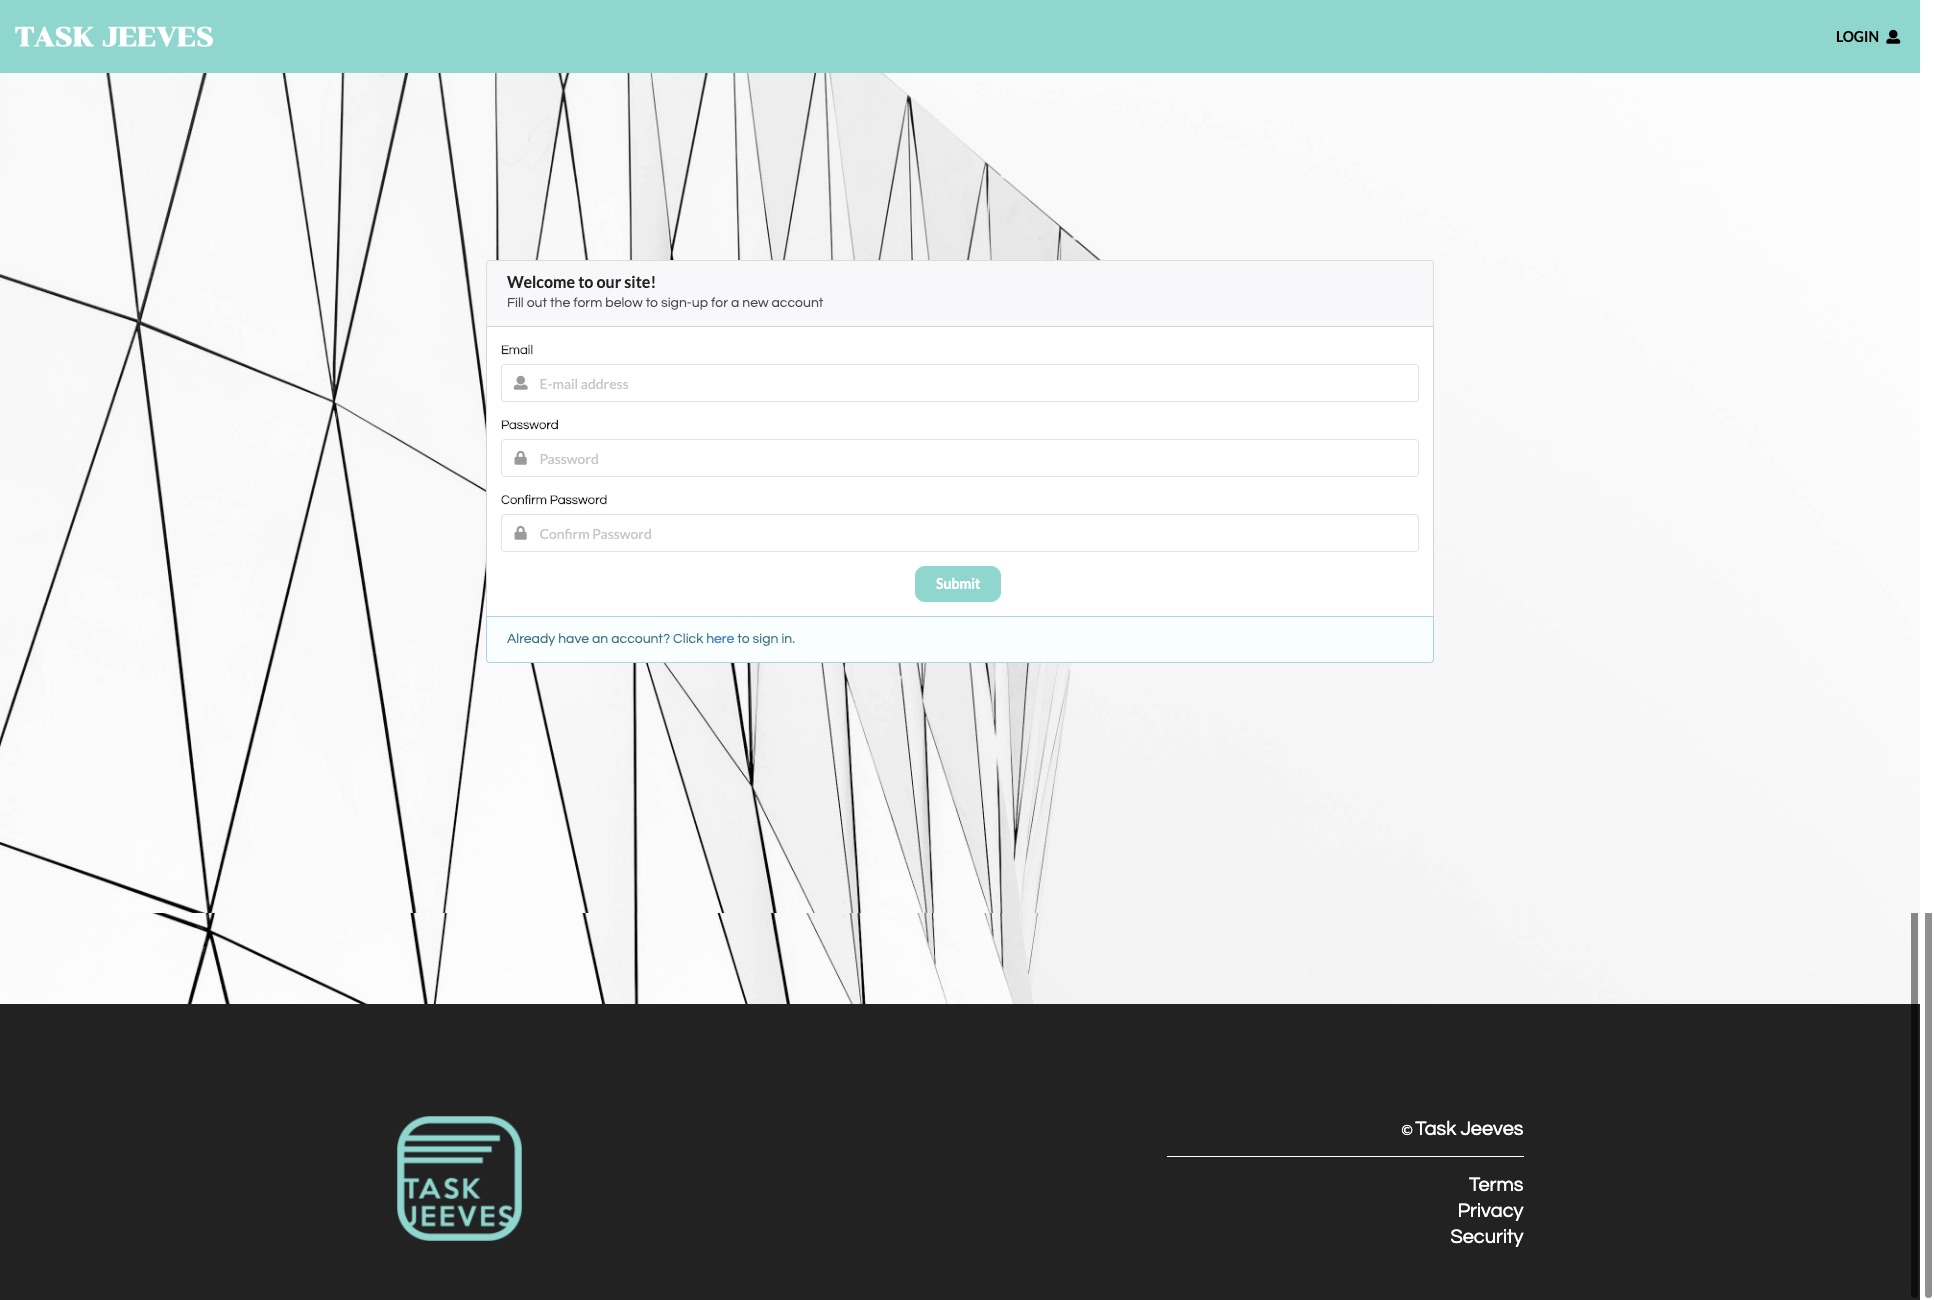 TASK JEEVES
LOGIN
Welcome to our site!
Fill out the form below to sign-up for a new account
Email
E-mail address
Password
Password
Confirm Password
Confirm Password
Submit
Already have an account? Click here to sign in.
TASK
JEEVES
© Task Jeeves
Terms
Privacy
Security